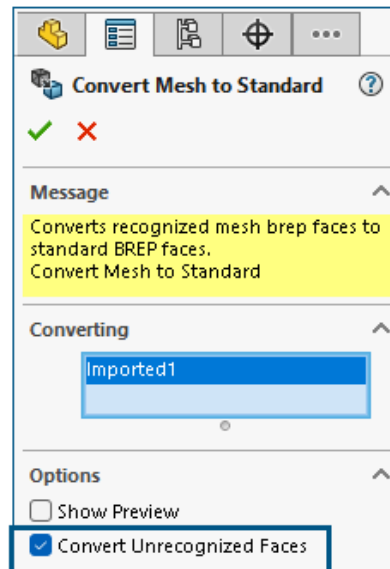 Convert Mesh to Standard
Message
Converts recognized mesh brep faces to
standard BREP faces.
Convert Mesh to Standard
Converting
Imported1
Options
Show Preview
Convert Unrecognized Faces